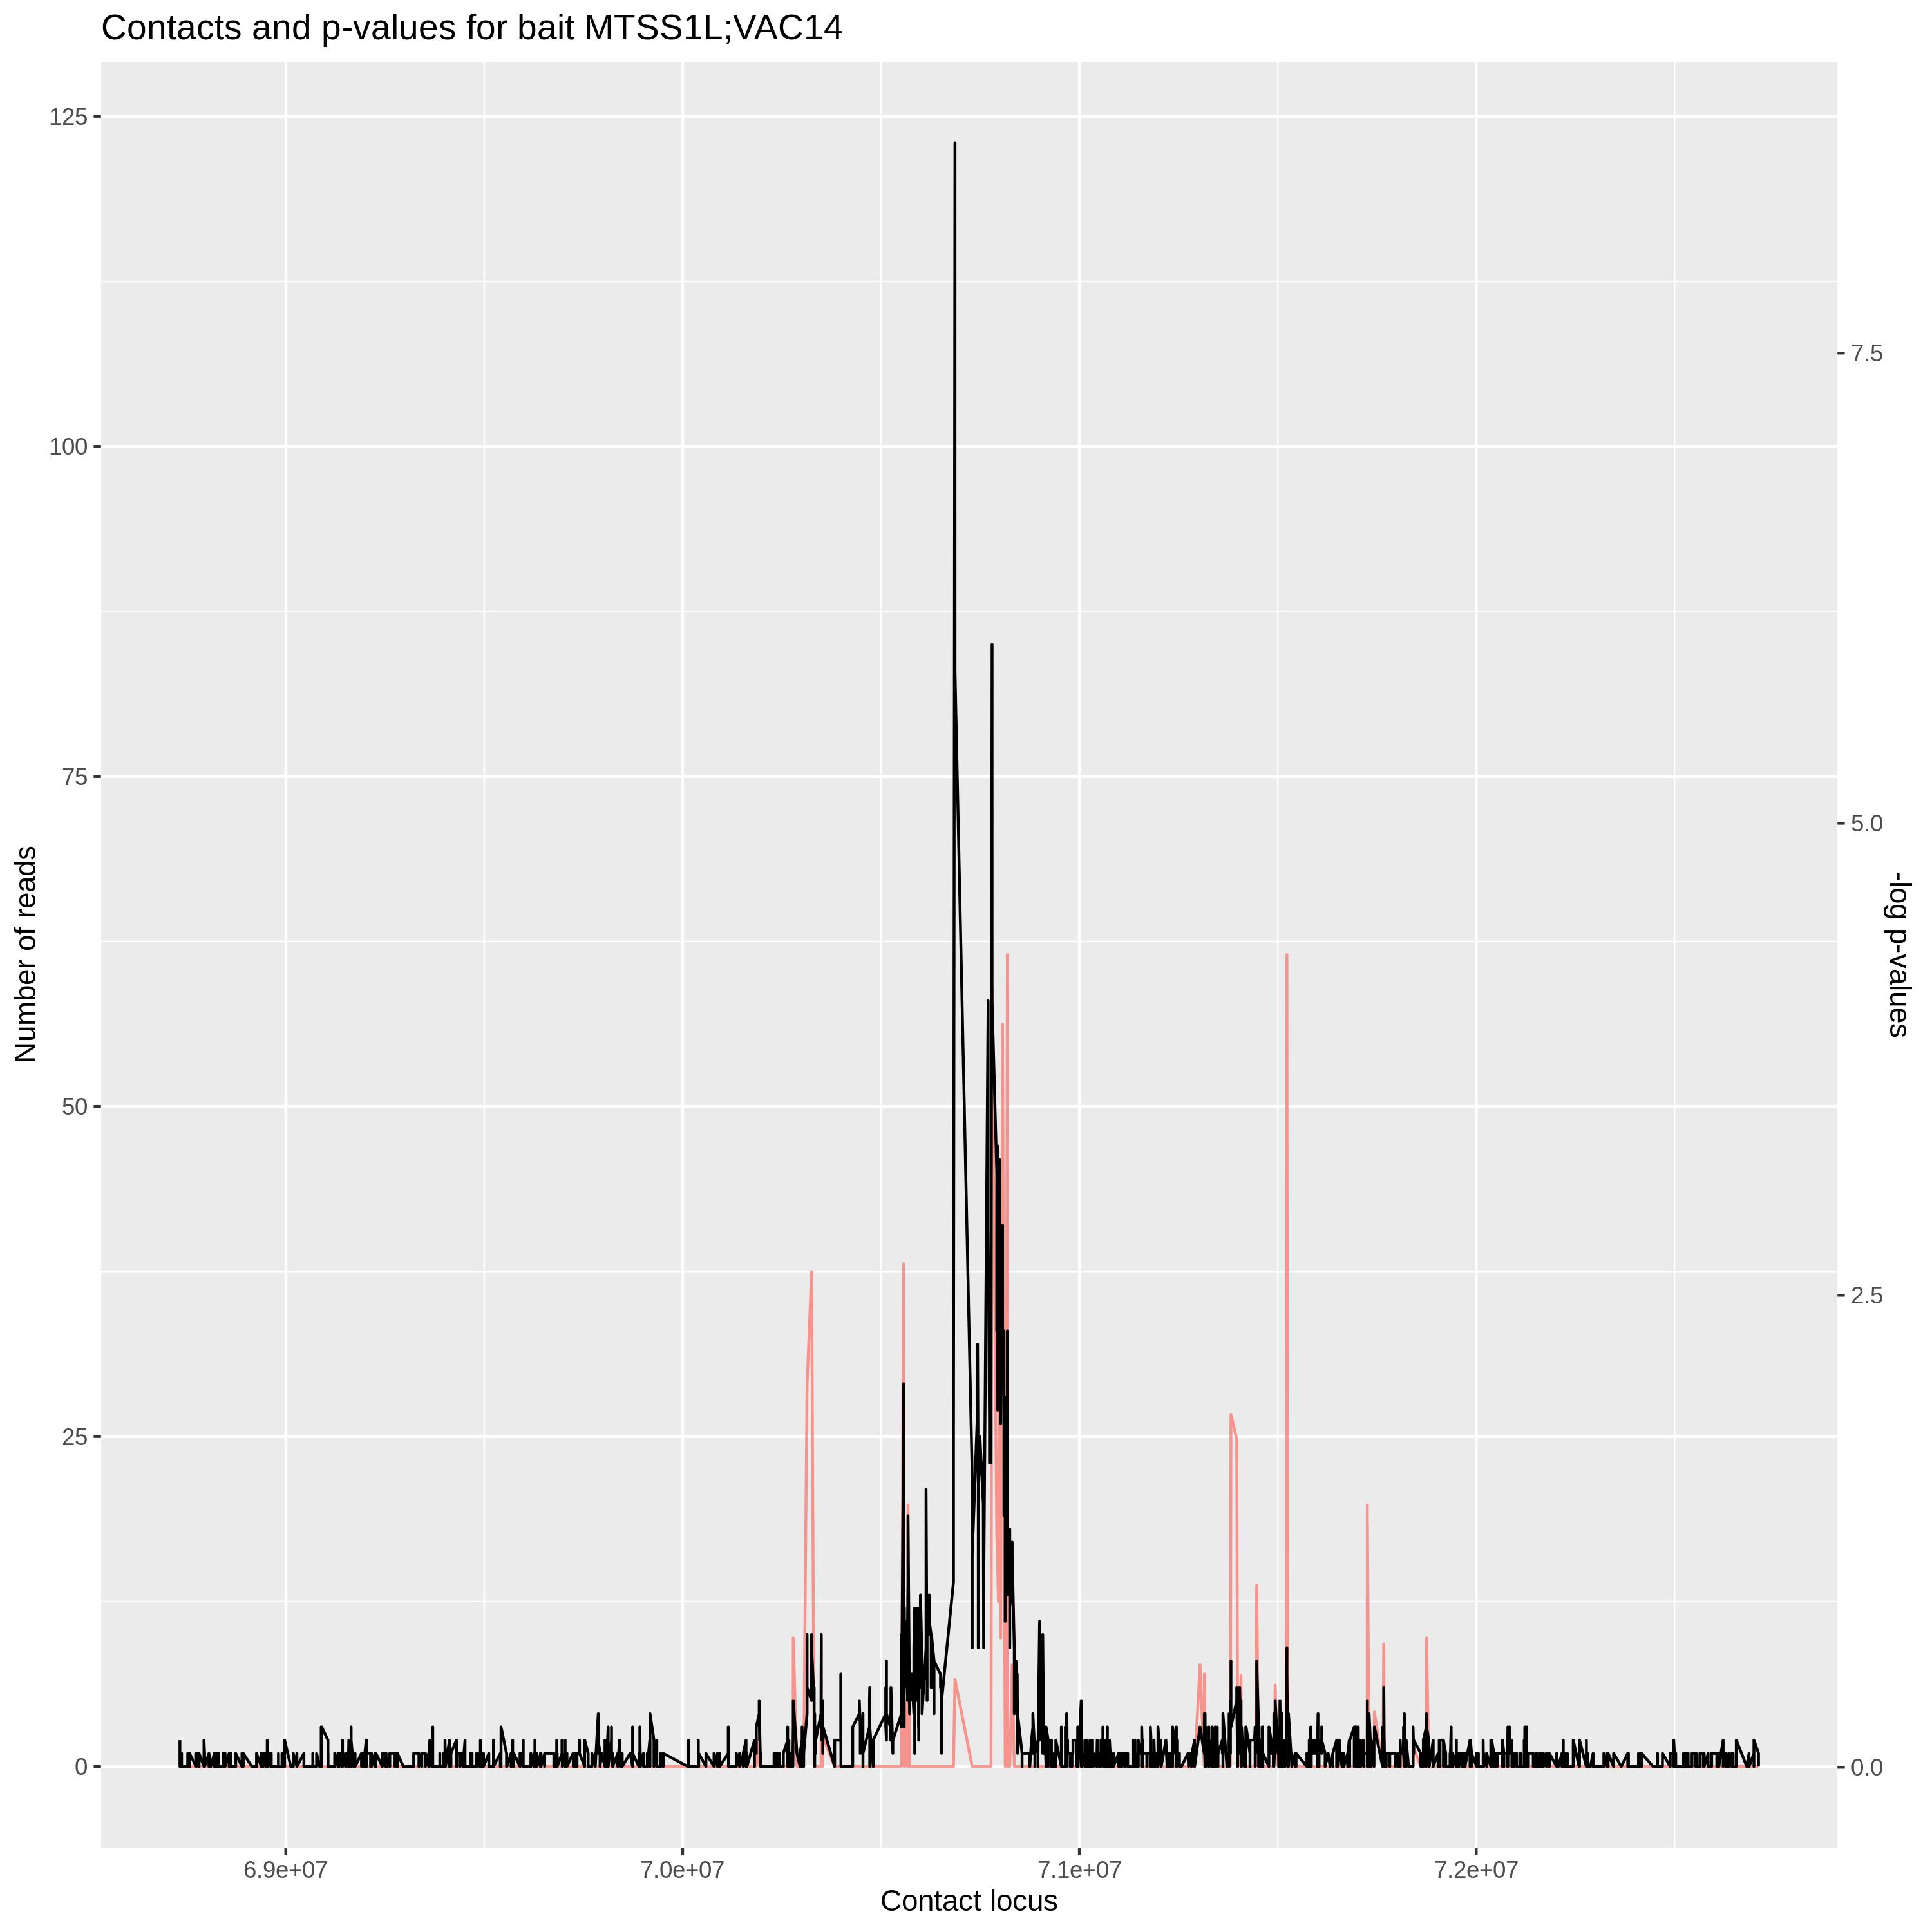 Contacts and p-values for bait MTSS1L;VAC14
125
100
75
50
25
0
Number of reads
7.5
5.0
2.5
0.0
-log p-values
6.9e+07 7.0e+07 7.1e+07 7.2e+07
Contact locus